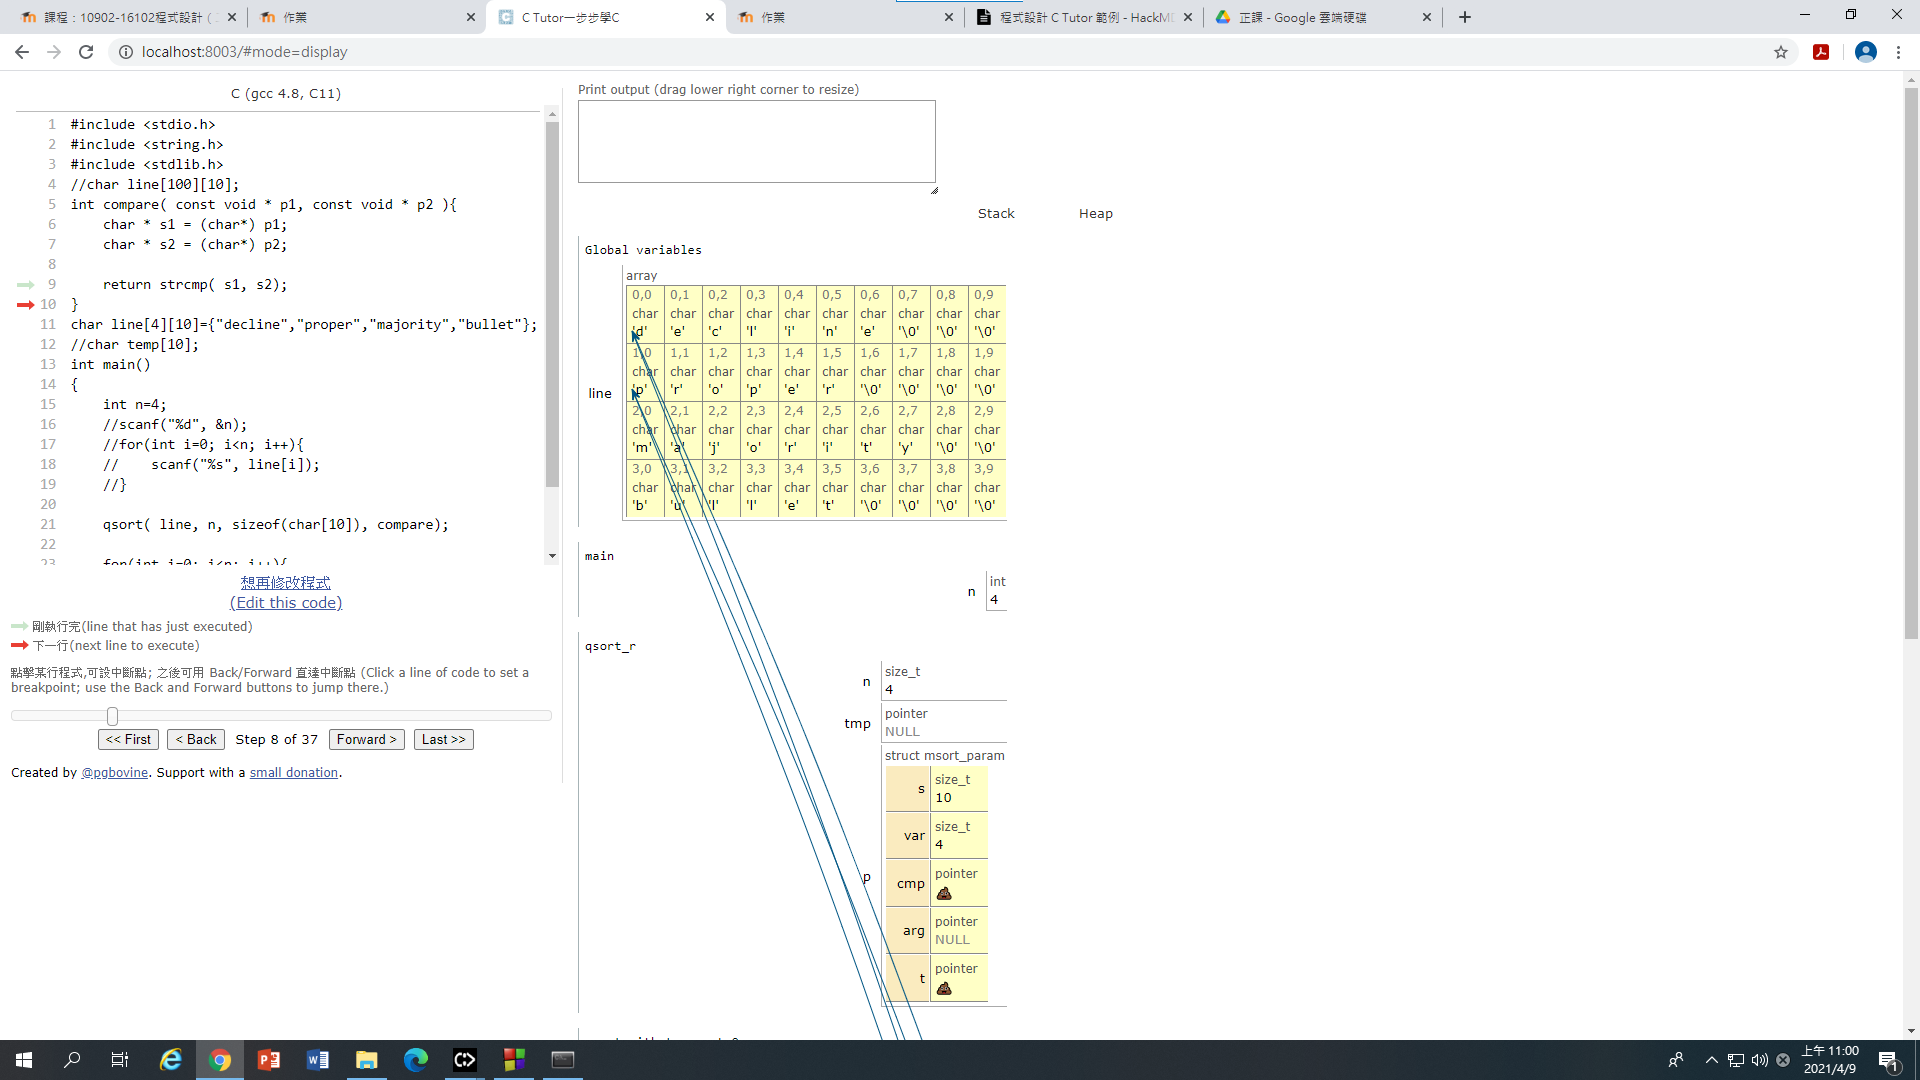 課程：10902-16102程式設計 (
作業
C Tutor一步步學C
作業
程式設計 C Tutor 範例 - HackM
正課 - Google 雲端硬碟
localhost:8003/#mode=display
C (gcc 4.8, C11)
1 #include <stdio.h>
2 #include <string.h>
3 #include <stdlib.h>
4 //char line[100][10];
5 int compare( const void * p1, const void * p2 ){
6     char * s1 = (char*) p1;
7     char * s2 = (char*) p2;
8
9     return strcmp( s1, s2);
10 }
11 char line[4][10]={"decline","proper","majority","bullet"};
12 //char temp[10];
13 int main()
14 {
15     int n=4;
16     //scanf("%d", &n);
17     //for(int i=0; i<n; i++){
18     //    scanf("%s", line[i]);
19     //}
20
21     qsort( line, n, sizeof(char[10]), compare);
22
23     for(int i=0; i<n; i++){
想再修改程式
(Edit this code)
剛執行完(line that has just executed)
下一行(next line to execute)
點擊某行程式,可設中斷點; 之後可用 Back/Forward 直達中斷點 (Click a line of code to set a
breakpoint; use the Back and Forward buttons to jump there.)
<< First < Back Step 8 of 37 Forward > Last >>
Created by @pgbovine. Support with a small donation.
Print output (drag lower right corner to resize)
Stack Heap
Global variables
array
0,0 0,1 0,2 0,3 0,4 0,5 0,6 0,7 0,8 0,9
char char char char char char char char char char
'd' 'e' 'c' 'l' 'i' 'n' 'e' '\0' '\0' '\0'
1,0 1,1 1,2 1,3 1,4 1,5 1,6 1,7 1,8 1,9
char char char char char char char char char char
line 'p' 'r' 'o' 'p' 'e' 'r' '\0' '\0' '\0' '\0'
2,0 2,1 2,2 2,3 2,4 2,5 2,6 2,7 2,8 2,9
char char char char char char char char char char
'm' 'a' 'j' 'o' 'r' 'i' 't' 'y' '\0' '\0'
3,0 3,1 3,2 3,3 3,4 3,5 3,6 3,7 3,8 3,9
char char char char char char char char char char
'b' 'u' 'l' 'l' 'e' 't' '\0' '\0' '\0' '\0'
main
int
n 4
qsort_r
size_t
n 4
pointer
tmp NULL
struct msort_param
size_t
s 10
size_t
var 4
pointer
p cmp
pointer
arg NULL
pointer
t
上午 11:00
2021/4/9
1